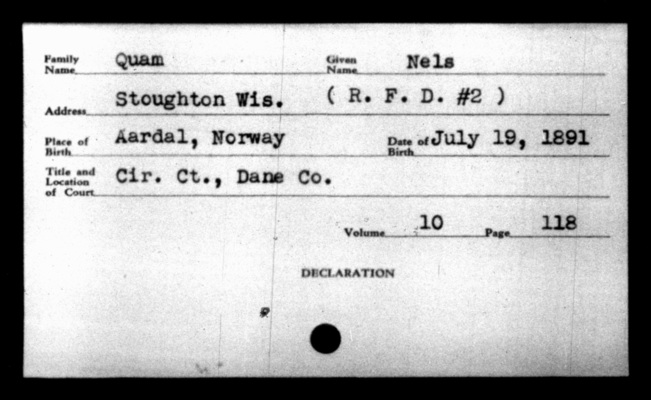 Family Name Quam Given Name Nels
Address Stoughton Wis. ( R. F. D. #2 )
Place of Birth Aardal, Norway Date of Birth July 19, 1891
Title and Location of Court Cir. Ct., Dane Co.
Volume 10 Page 118
DECLARATION